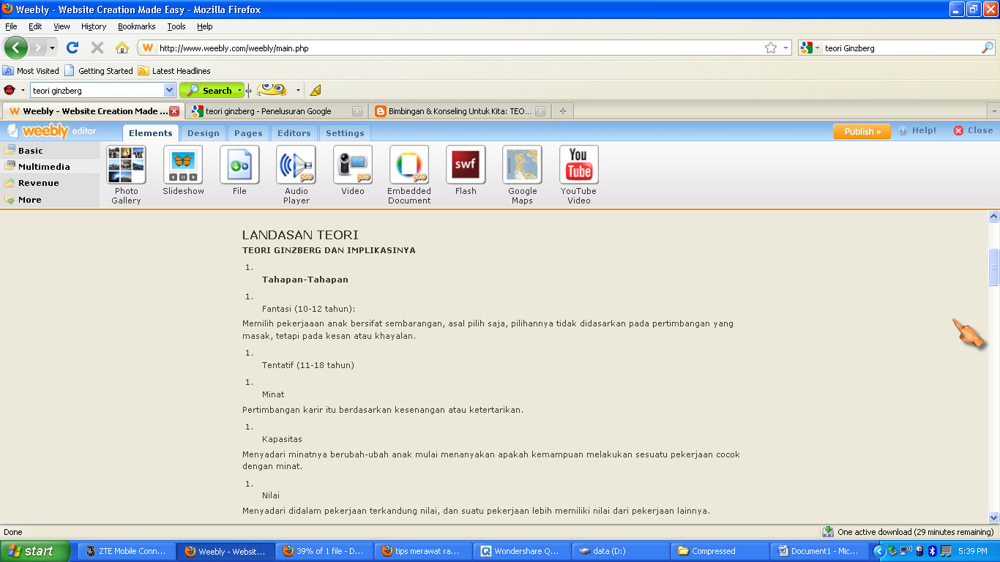 Weebly - Website Creation Made Easy - Mozilla Firefox
File Edit View History Bookmarks Tools Help
http://www.weebly.com/weebly/main.php
teori Ginzberg
Most Visited Getting Started Latest Headlines
teori ginzberg Search
Weebly - Website Creation Made ... teori ginzberg - Penelusuran Google Bimbingan & Konseling Untuk Kita: TEO...
weebly editor Elements Design Pages Editors Settings Publish » Help! Close
Basic
Multimedia
Revenue
More
Photo Gallery
Slideshow
File
pro
Audio Player
pro
Video
pro
Embedded Document
swf
Flash
Google Maps
You Tube
YouTube Video
LANDASAN TEORI
TEORI GINZBERG DAN IMPLIKASINYA
1.
Tahapan-Tahapan
1.
Fantasi (10-12 tahun):
Memilih pekerjaaan anak bersifat sembarangan, asal pilih saja, pilihannya tidak didasarkan pada pertimbangan yang
masak, tetapi pada kesan atau khayalan.
1.
Tentatif (11-18 tahun)
1.
Minat
Pertimbangan karir itu berdasarkan kesenangan atau ketertarikan.
1.
Kapasitas
Menyadari minatnya berubah-ubah anak mulai menanyakan apakah kemampuan melakukan sesuatu pekerjaan cocok
dengan minat.
1.
Nilai
Menyadari didalam pekerjaan terkandung nilai, dan suatu pekerjaan lebih memiliki nilai dari pekerjaan lainnya.
Done
One active download (29 minutes remaining)
start ZTE Mobile Conn... Weebly - Websit... 39% of 1 file - D... tips merawat ra... Wondershare Q... data (D:) Compressed Document1 - Mic... 5:39 PM